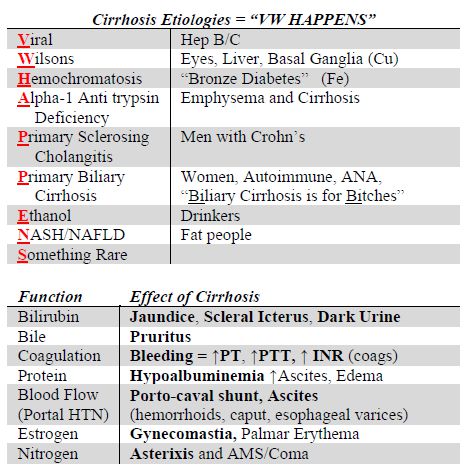 Cirrhosis Etiologies = “VW HAPPENS”
Viral Hep B/C
Wilsons Eyes, Liver, Basal Ganglia (Cu)
Hemochromatosis “Bronze Diabetes” (Fe)
Alpha-1 Anti trypsin Emphysema and Cirrhosis
Deficiency
Primary Sclerosing Men with Crohn’s
Cholangitis
Primary Biliary Women, Autoimmune, ANA,
Cirrhosis “Biliary Cirrhosis is for Bitches”
Ethanol Drinkers
NASH/NAFLD Fat people
Something Rare
Function Effect of Cirrhosis
Bilirubin Jaundice, Scleral Icterus, Dark Urine
Bile Pruritus
Coagulation Bleeding = ↑PT, ↑PTT, ↑ INR (coags)
Protein Hypoalbuminemia ↑Ascites, Edema
Blood Flow Porto-caval shunt, Ascites
(Portal HTN) (hemorrhoids, caput, esophageal varices)
Estrogen Gynecomastia, Palmar Erythema
Nitrogen Asterixis and AMS/Coma